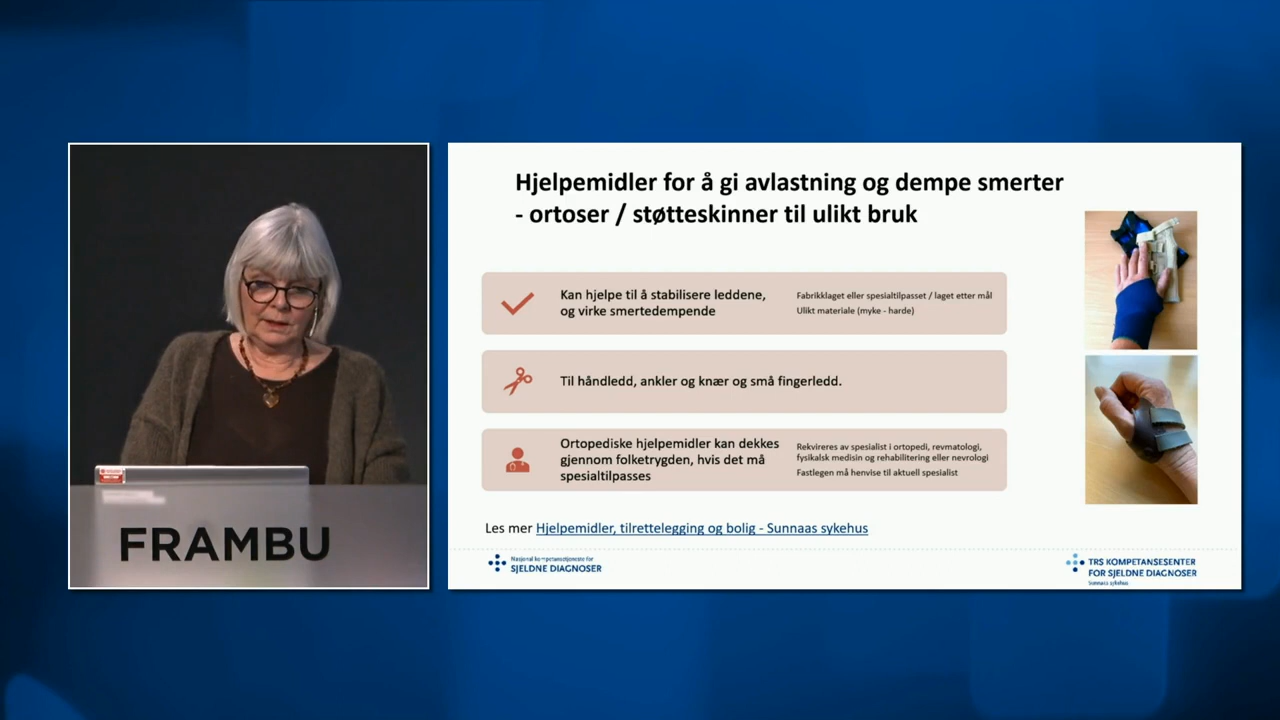 FRAMBU
Hjelpemidler for å gi avlastning og dempe smerter
- ortoser / støtteskinner til ulikt bruk
Kan hjelpe til å stabilisere leddene,
og virke smertedempende
Fabrikklaget eller spesialtilpasset / laget etter mål
Ulikt materiale (myke - harde)
Til håndledd, ankler og knær og små fingerledd.
Ortopediske hjelpemidler kan dekkes
gjennom folketrygden, hvis det må
spesialtilpasses
Rekvireres av spesialist i ortopedi, revmatologi,
fysikalsk medisin og rehabilitering eller nevrologi
Fastlegen må henvise til aktuell spesialist
Les mer Hjelpemidler, tilrettelegging og bolig - Sunnaas sykehus
Nasjonal kompetansetjeneste for
SJELDNE DIAGNOSER
TRS KOMPETANSESENTER
FOR SJELDNE DIAGNOSER
Sunnaas sykehus